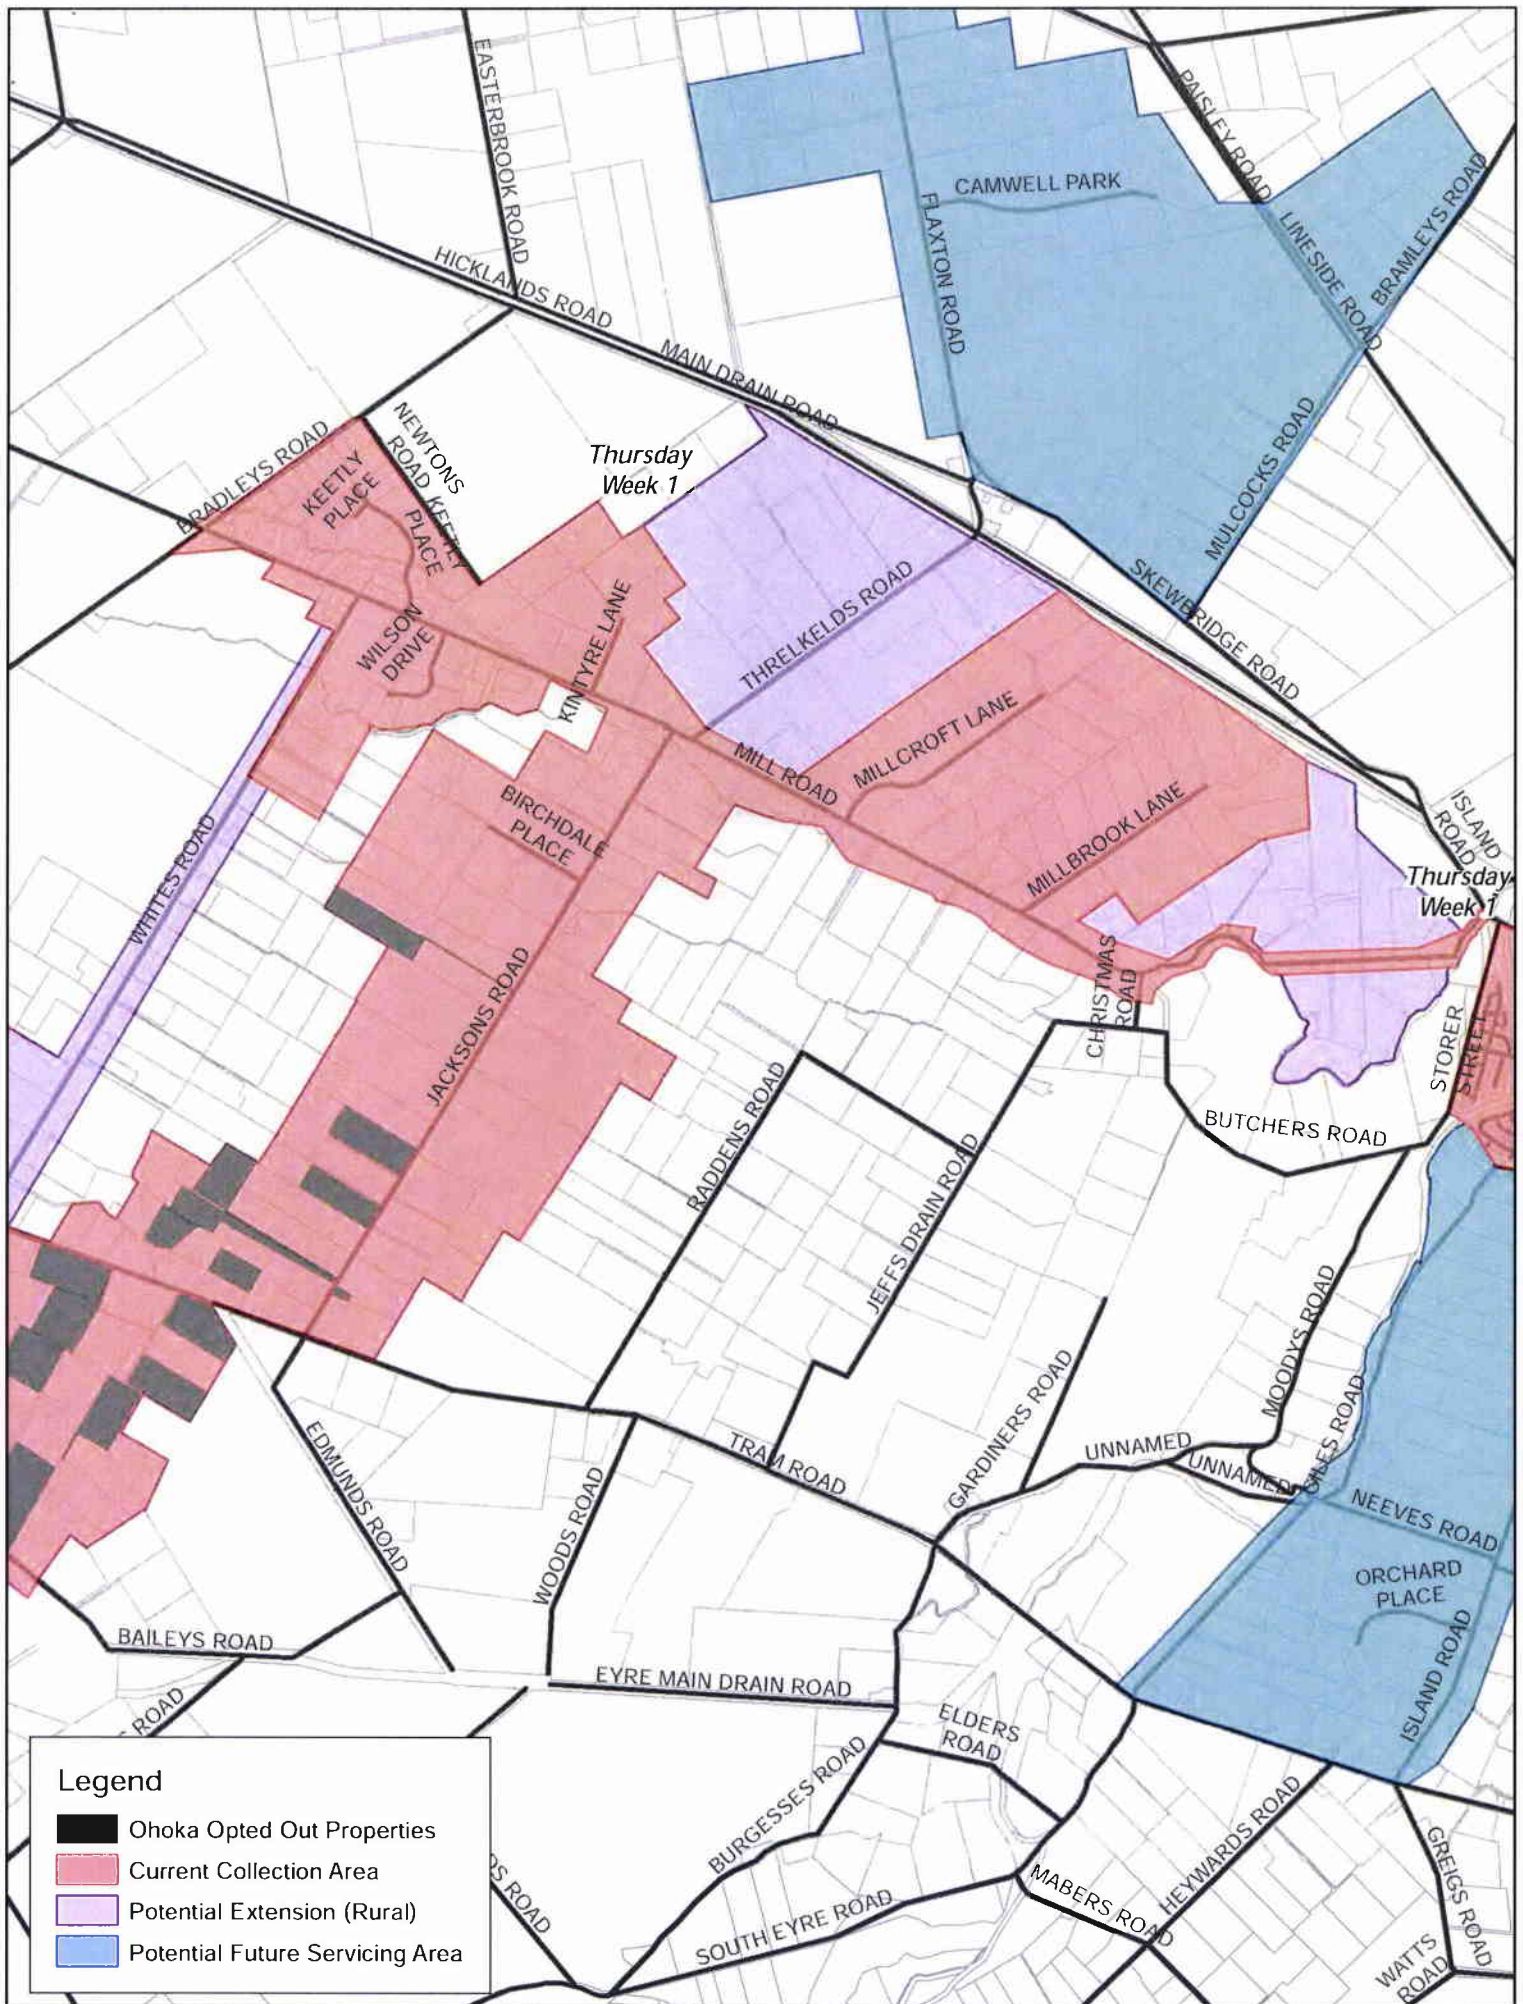 EASTERBROOK ROAD
PAISLEY ROAD
CAMWELL PARK
FLAXTON ROAD
LINESIDE ROAD
BRAMLEYS ROAD
HICKLANDS ROAD
MAIN DRAIN ROAD
BRADLEYS ROAD
NEWTONS
ROAD
KEETLY
PLACE
KEETLY
PLACE
Thursday
Week 1
MULCOCKS ROAD
THRELKELDS ROAD
SKEWBRIDGE ROAD
WILSON
DRIVE
KINTYRE LANE
MILL ROAD
MILLCROFT LANE
MILLBROOK LANE
ISLAND
ROAD
Thursday
Week 1
BIRCHDALE
PLACE
WHITES ROAD
JACKSONS ROAD
CHRISTMAS
ROAD
STORER
STREET
BUTCHERS ROAD
RADDENS ROAD
JEFFS DRAIN ROAD
MOODYS ROAD
GILES ROAD
GARDINERS ROAD
UNNAMED
UNNAMED
NEEVES ROAD
ORCHARD
PLACE
ISLAND ROAD
TRAM ROAD
EDMUNDS ROAD
WOODS ROAD
BAILEYS ROAD
EYRE MAIN DRAIN ROAD
ELDERS
ROAD
S ROAD
BURGESSES ROAD
HEYWARDS ROAD
MABERS ROAD
SOUTH EYRE ROAD
GREIGS ROAD
WATTS
ROAD
DS ROAD
Legend
Ohoka Opted Out Properties
Current Collection Area
Potential Extension (Rural)
Potential Future Servicing Area